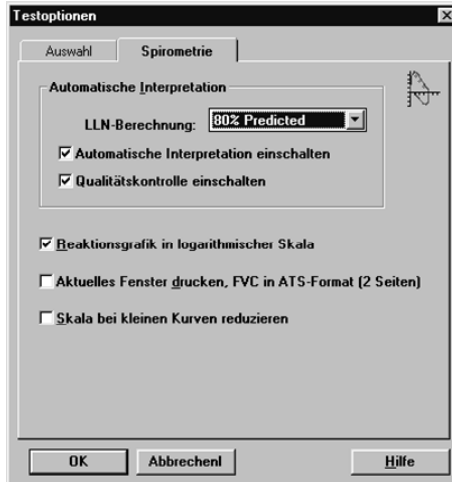 Testoptionen
Auswahl
Spirometrie
Automatische Interpretation
LLN-Berechnung: 80% Predicted
Automatische Interpretation einschalten
Qualitätskontrolle einschalten
Reaktionsgrafik in logarithmischer Skala
Aktuelles Fenster drucken, FVC in ATS-Format (2 Seiten)
Skala bei kleinen Kurven reduzieren
OK
Abbrechenl
Hilfe